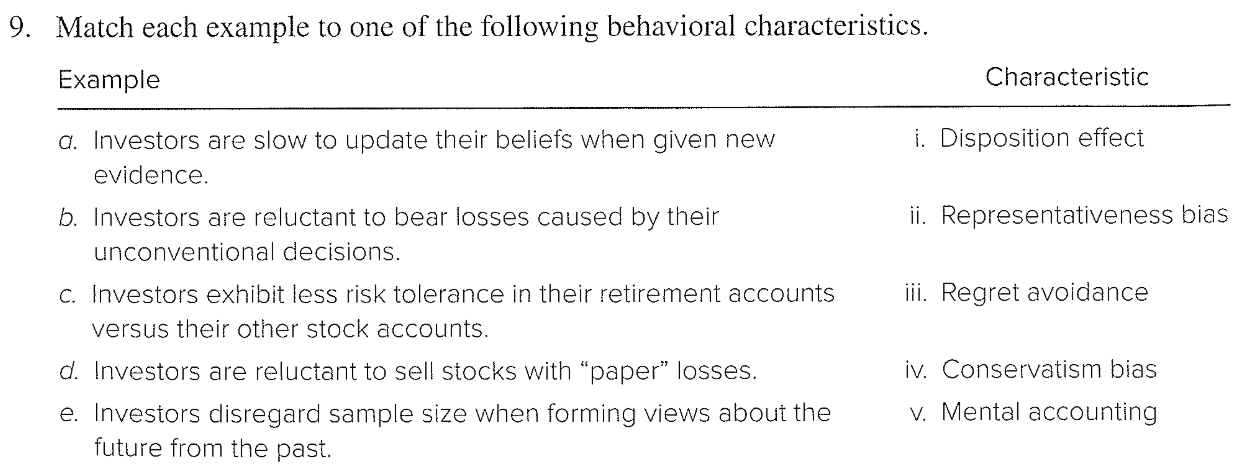 9. Match each example to one of the following behavioral characteristics.
Example Characteristic
a. Investors are slow to update their beliefs when given new i. Disposition effect
evidence.
b. Investors are reluctant to bear losses caused by their ii. Representativeness bias
unconventional decisions.
c. Investors exhibit less risk tolerance in their retirement accounts iii. Regret avoidance
versus their other stock accounts.
d. Investors are reluctant to sell stocks with “paper” losses. iv. Conservatism bias
e. Investors disregard sample size when forming views about the v. Mental accounting
future from the past.